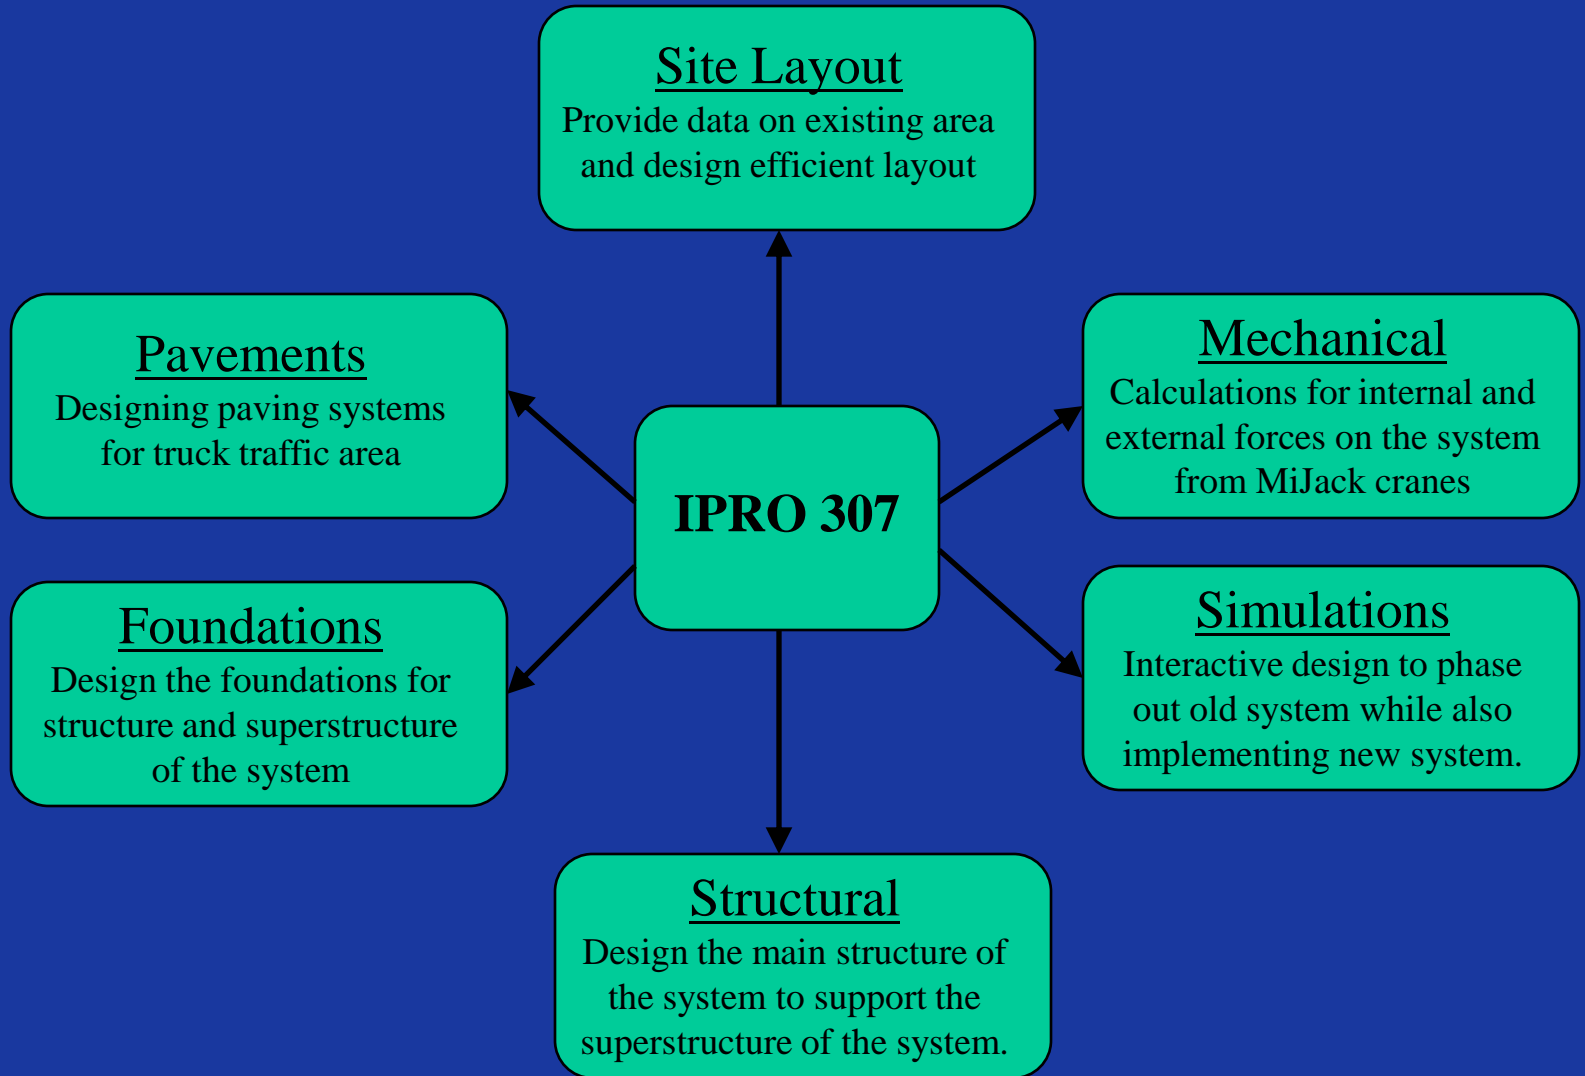 Site Layout
Provide data on existing area
and design efficient layout
Pavements
Designing paving systems
for truck traffic area
Mechanical
Calculations for internal and
external forces on the system
from MiJack cranes
IPRO 307
Foundations
Design the foundations for
structure and superstructure
of the system
Simulations
Interactive design to phase
out old system while also
implementing new system.
Structural
Design the main structure of
the system to support the
superstructure of the system.